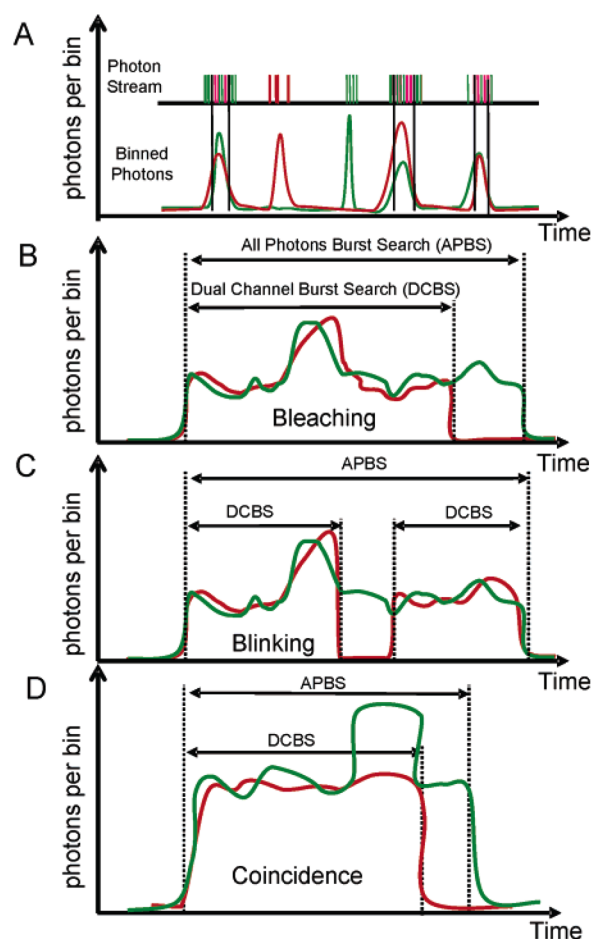 A
photons per bin
Photon
Stream
Binned
Photons
Time
B
photons per bin
All Photons Burst Search (APBS)
Dual Channel Burst Search (DCBS)
Bleaching
Time
C
photons per bin
APBS
DCBS
DCBS
Blinking
Time
D
photons per bin
APBS
DCBS
Coincidence
Time